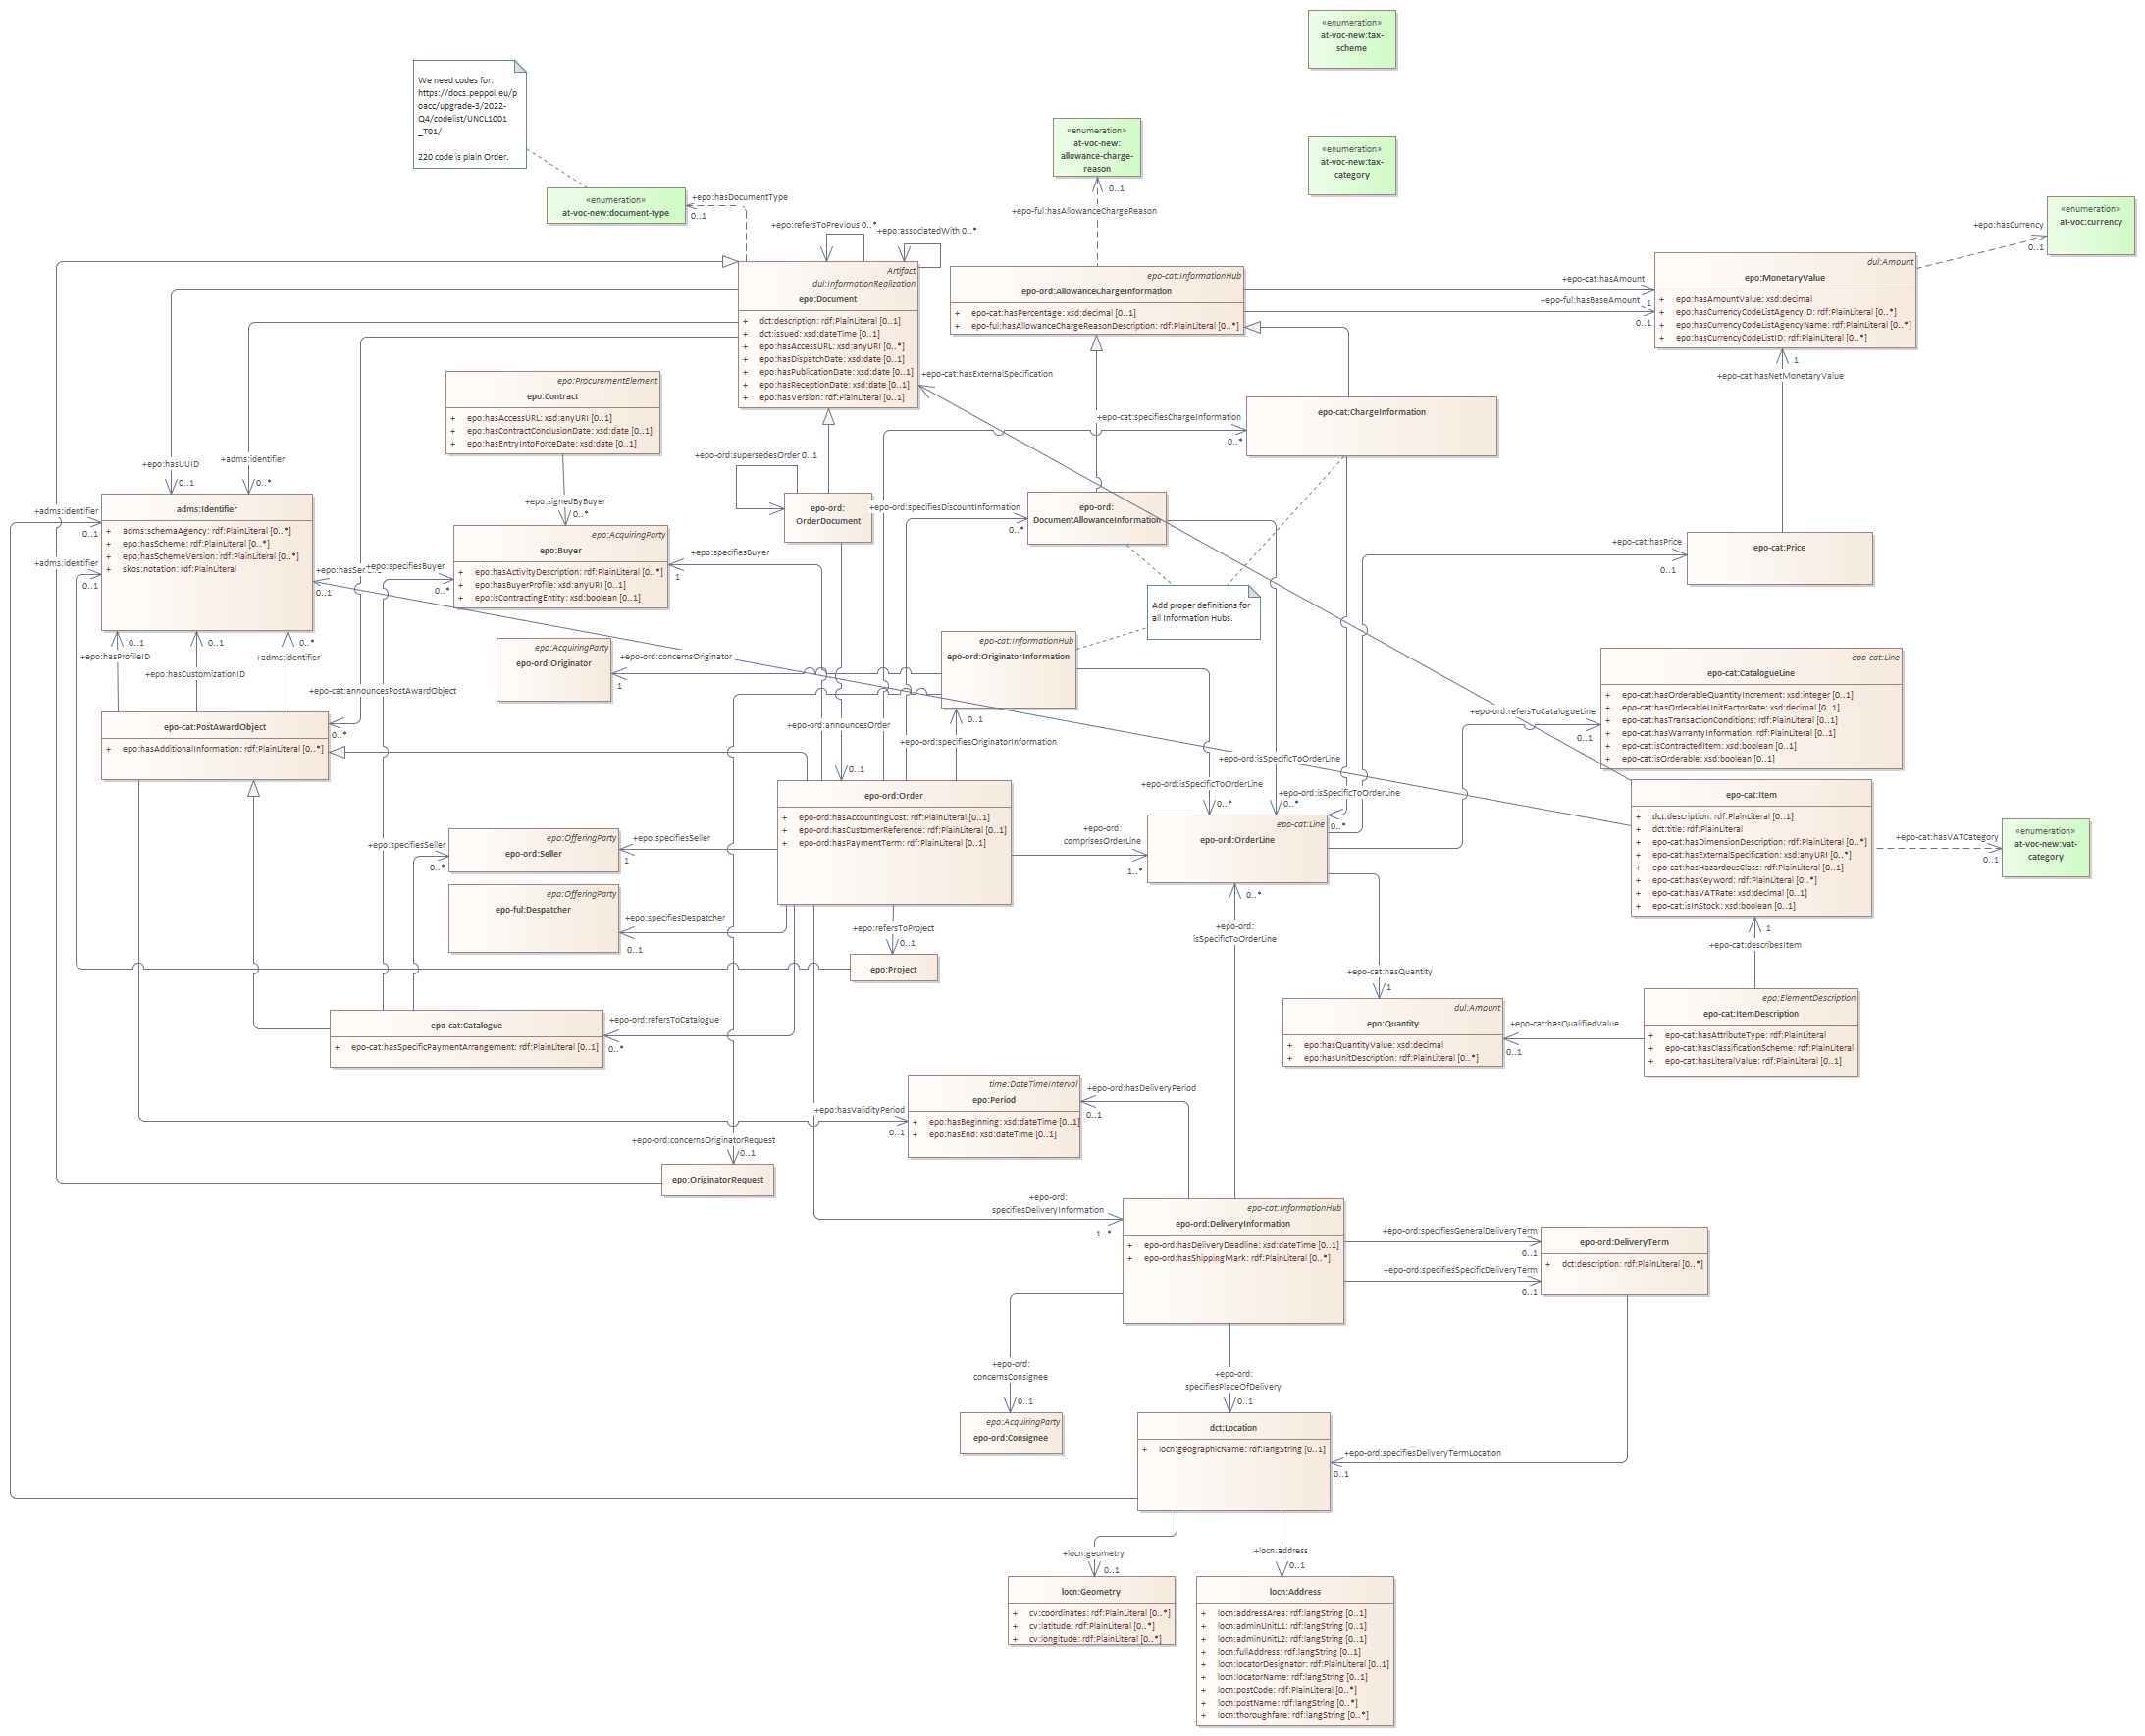 «enumeration»
at-voc-new:tax-
scheme
We need codes for:
https://docs.peppol.eu/p
oacc/upgrade-3/2022-
Q4/codelist/UNCL1001
_T01/
220 code is plain Order.
«enumeration»
at-voc-new:
allowance-charge-
reason
«enumeration»
at-voc-new:tax-
category
«enumeration»
at-voc-new:document-type
+epo:hasDocumentType
0..1
0..1
+epo-ful:hasAllowanceChargeReason
«enumeration»
at-voc:currency
+epo:hasCurrency
0..1
+epo:refersToPrevious 0..*
+epo:associatedWith 0..*
Artifact
dul:InformationRealization
epo:Document
+ dct:description: rdf:PlainLiteral [0..1]
+ dct:issued: xsd:dateTime [0..1]
+ epo:hasAccessURL: xsd:anyURI [0..*]
+ epo:hasDispatchDate: xsd:date [0..1]
+ epo:hasPublicationDate: xsd:date [0..1]
+ epo:hasReceptionDate: xsd:date [0..1]
+ epo:hasVersion: rdf:PlainLiteral [0..1]
epo-cat:InformationHub
epo-ord:AllowanceChargeInformation
+ epo-cat:hasPercentage: xsd:decimal [0..1]
+ epo-ful:hasAllowanceChargeReasonDescription: rdf:PlainLiteral [0..*]
+epo-cat:hasAmount
1
+epo-ful:hasBaseAmount
0..1
dul:Amount
epo:MonetaryValue
+ epo:hasAmountValue: xsd:decimal
+ epo:hasCurrencyCodeListAgencyID: rdf:PlainLiteral [0..*]
+ epo:hasCurrencyCodeListAgencyName: rdf:PlainLiteral [0..*]
+ epo:hasCurrencyCodeListID: rdf:PlainLiteral [0..*]
1
+epo-cat:hasNetMonetaryValue
+epo-cat:hasExternalSpecification
epo:ProcurementElement
epo:Contract
+ epo:hasAccessURL: xsd:anyURI [0..1]
+ epo:hasContractConclusionDate: xsd:date [0..1]
+ epo:hasEntryIntoForceDate: xsd:date [0..1]
+epo-cat:specifiesChargeInformation
0..*
epo-cat:ChargeInformation
+epo:hasUUID
0..1
+adms:identifier
0..*
+epo-ord:supersedesOrder 0..1
epo-ord:
OrderDocument
+epo-ord:specifiesDiscountInformation
0..*
epo-ord:
DocumentAllowanceInformation
+epo:signedByBuyer
0..*
adms:Identifier
+ adms:schemaAgency: rdf:PlainLiteral [0..*]
+ epo:hasScheme: rdf:PlainLiteral [0..*]
+ epo:hasSchemeVersion: rdf:PlainLiteral [0..*]
+ skos:notation: rdf:PlainLiteral
+adms:identifier
0..1
+adms:identifier
0..1
epo:AcquiringParty
epo:Buyer
+ epo:hasActivityDescription: rdf:PlainLiteral [0..*]
+ epo:hasBuyerProfile: xsd:anyURI [0..1]
+ epo:isContractingEntity: xsd:boolean [0..1]
+epo:specifiesBuyer
1
+epo:specifiesBuyer
0..*
0..1
+epo-cat:hasPrice
0..1
epo-cat:Price
Add proper definitions for
all Information Hubs.
0..1
+epo:hasProfileID
0..1
+epo:hasCustomizationID
0..*
+adms:identifier
epo:AcquiringParty
epo-ord:Originator
+epo-ord:concernsOriginator
1
epo-cat:InformationHub
epo-ord:OriginatorInformation
epo-cat:Line
epo-cat:CatalogueLine
+ epo-cat:hasOrderableQuantityIncrement: xsd:integer [0..1]
+ epo-cat:hasOrderableUnitFactorRate: xsd:decimal [0..1]
+ epo-cat:hasTransactionConditions: rdf:PlainLiteral [0..1]
+ epo-cat:hasWarrantyInformation: rdf:PlainLiteral [0..1]
+ epo-cat:isContractedItem: xsd:boolean [0..1]
+ epo-cat:isOrderable: xsd:boolean [0..1]
+epo-ord:refersToCatalogueLine
0..1
+epo-cat:announcesPostAwardObject
0..*
epo-cat:PostAwardObject
+ epo:hasAdditionalInformation: rdf:PlainLiteral [0..*]
+epo-ord:announcesOrder
0..1
0..1
+epo-ord:specifiesOriginatorInformation
+epo-ord:isSpecificToOrderLine
+epo-ord:isSpecificToOrderLine
0..*
+epo-ord:isSpecificToOrderLine
0..*
0..*
epo-ord:Order
+ epo-ord:hasAccountingCost: rdf:PlainLiteral [0..1]
+ epo-ord:hasCustomerReference: rdf:PlainLiteral [0..1]
+ epo-ord:hasPaymentTerm: rdf:PlainLiteral [0..1]
+epo-ord:
comprisesOrderLine
1..*
epo-cat:Line
epo-ord:OrderLine
epo-cat:Item
+ dct:description: rdf:PlainLiteral [0..1]
+ dct:title: rdf:PlainLiteral
+ epo-cat:hasDimensionDescription: rdf:PlainLiteral [0..*]
+ epo-cat:hasExternalSpecification: xsd:anyURI [0..*]
+ epo-cat:hasHazardousClass: rdf:PlainLiteral [0..1]
+ epo-cat:hasKeyword: rdf:PlainLiteral [0..*]
+ epo-cat:hasVATRate: xsd:decimal [0..1]
+ epo-cat:isInStock: xsd:boolean [0..1]
+epo-cat:hasVATCategory
0..1
«enumeration»
at-voc-new:vat-
category
+epo:specifiesSeller
0..*
epo:OfferingParty
epo-ord:Seller
+epo:specifiesSeller
1
epo:OfferingParty
epo-ful:Despatcher
+epo:specifiesDespatcher
0..1
+epo:refersToProject
0..1
epo:Project
0..*
+epo-ord:
isSpecificToOrderLine
+epo-cat:hasQuantity
1
1
+epo-cat:describesItem
dul:Amount
epo:Quantity
+ epo:hasQuantityValue: xsd:decimal
+ epo:hasUnitDescription: rdf:PlainLiteral [0..*]
+epo-cat:hasQualifiedValue
0..1
epo:ElementDescription
epo-cat:ItemDescription
+ epo-cat:hasAttributeType: rdf:PlainLiteral
+ epo-cat:hasClassificationScheme: rdf:PlainLiteral
+ epo-cat:hasLiteralValue: rdf:PlainLiteral [0..1]
epo-cat:Catalogue
+ epo-cat:hasSpecificPaymentArrangement: rdf:PlainLiteral [0..1]
+epo-ord:refersToCatalogue
0..*
+epo:hasValidityPeriod
0..1
time:DateTimeInterval
epo:Period
+ epo:hasBeginning: xsd:dateTime [0..1]
+ epo:hasEnd: xsd:dateTime [0..1]
+epo-ord:hasDeliveryPeriod
0..1
+epo-ord:concernsOriginatorRequest
0..1
epo:OriginatorRequest
+epo-ord:
specifiesDeliveryInformation
1..*
epo-cat:InformationHub
epo-ord:DeliveryInformation
+ epo-ord:hasDeliveryDeadline: xsd:dateTime [0..1]
+ epo-ord:hasShippingMark: rdf:PlainLiteral [0..*]
+epo-ord:specifiesGeneralDeliveryTerm
0..1
+epo-ord:specifiesSpecificDeliveryTerm
0..1
epo-ord:DeliveryTerm
+ dct:description: rdf:PlainLiteral [0..*]
+epo-ord:
concernsConsignee
0..1
+epo-ord:
specifiesPlaceOfDelivery
0..1
epo:AcquiringParty
epo-ord:Consignee
dct:Location
+ locn:geographicName: rdf:langString [0..1]
+epo-ord:specifiesDeliveryTermLocation
0..1
+locn:geometry
0..1
+locn:address
0..1
locn:Geometry
+ cv:coordinates: rdf:PlainLiteral [0..*]
+ cv:latitude: rdf:PlainLiteral [0..*]
+ cv:longitude: rdf:PlainLiteral [0..*]
locn:Address
+ locn:addressArea: rdf:langString [0..1]
+ locn:adminUnitL1: rdf:langString [0..1]
+ locn:adminUnitL2: rdf:langString [0..1]
+ locn:fullAddress: rdf:langString [0..1]
+ locn:locatorDesignator: rdf:PlainLiteral [0..1]
+ locn:locatorName: rdf:langString [0..1]
+ locn:postCode: rdf:PlainLiteral [0..*]
+ locn:postName: rdf:langString [0..*]
+ locn:thoroughfare: rdf:langString [0..*]